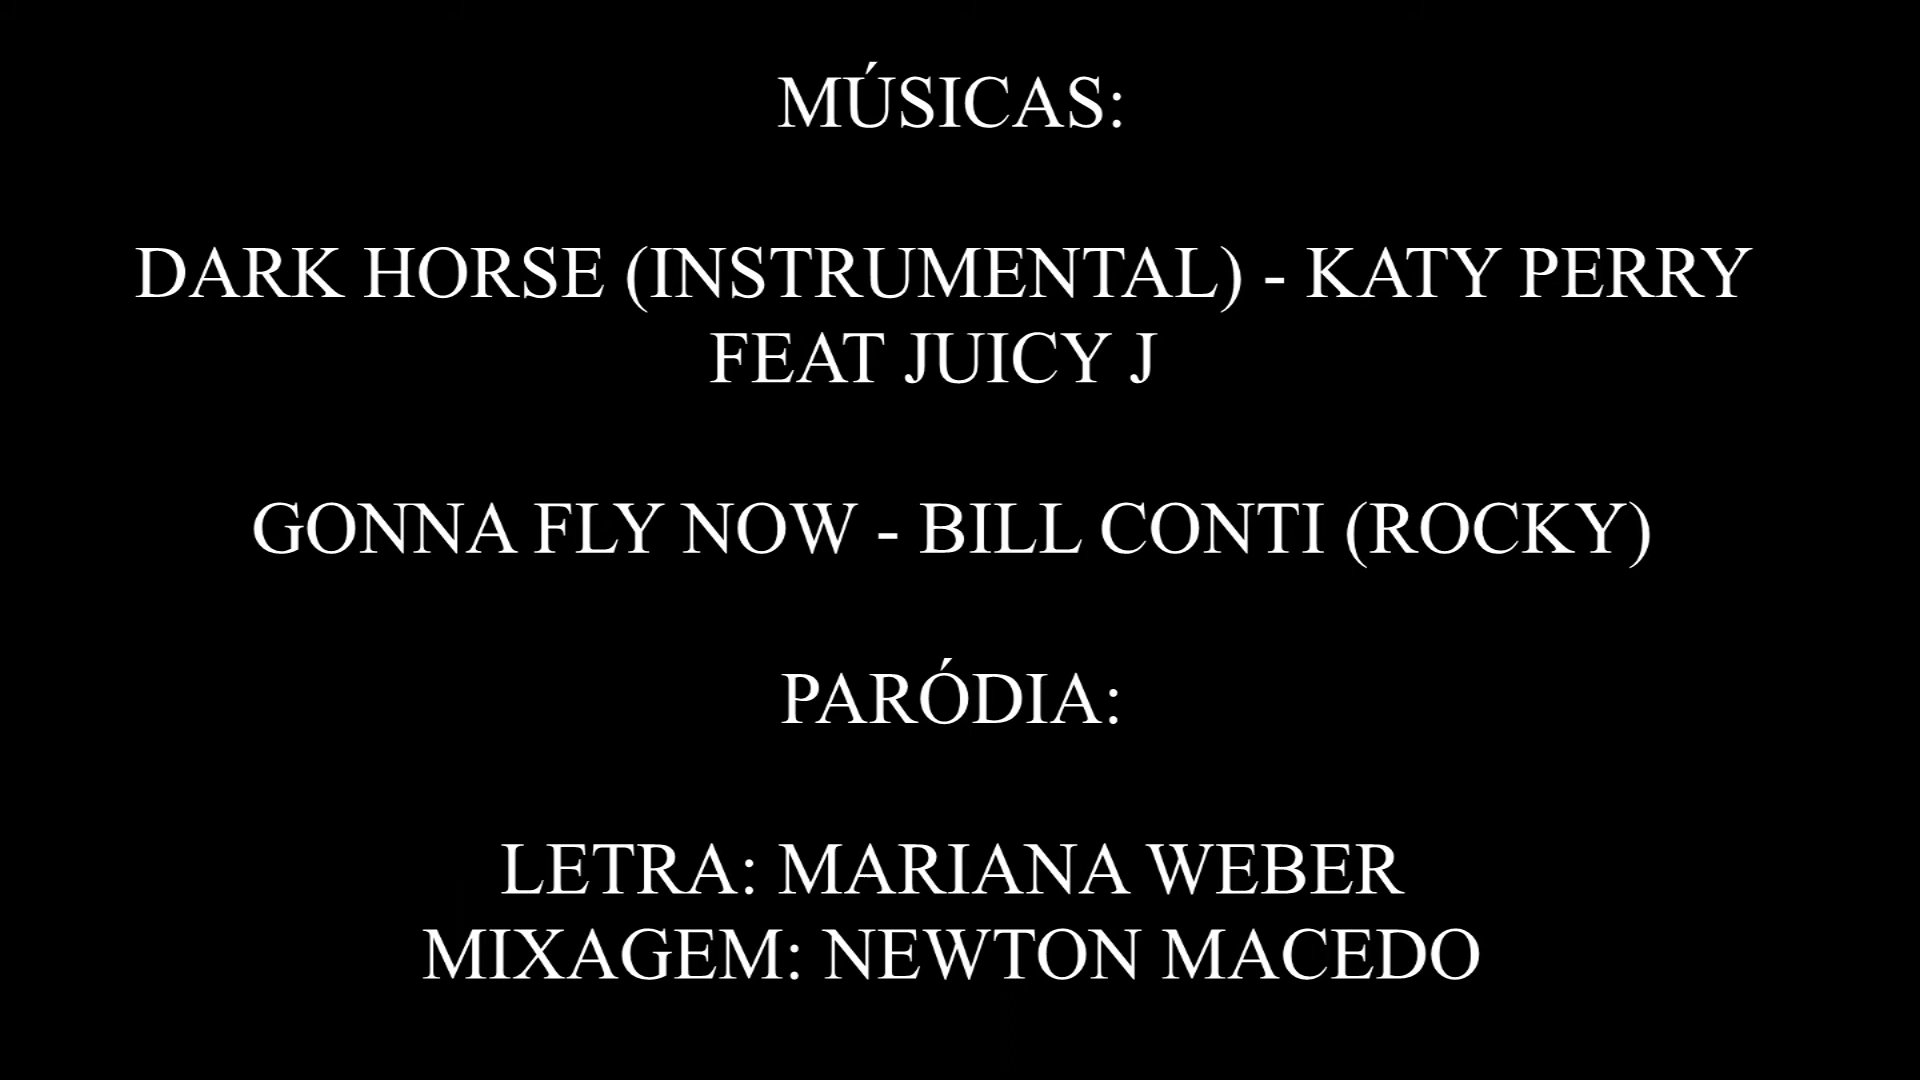 MÚSICAS:
DARK HORSE (INSTRUMENTAL) - KATY PERRY
FEAT JUICY J
GONNA FLY NOW - BILL CONTI (ROCKY)
PARÓDIA:
LETRA: MARIANA WEBER
MIXAGEM: NEWTON MACEDO